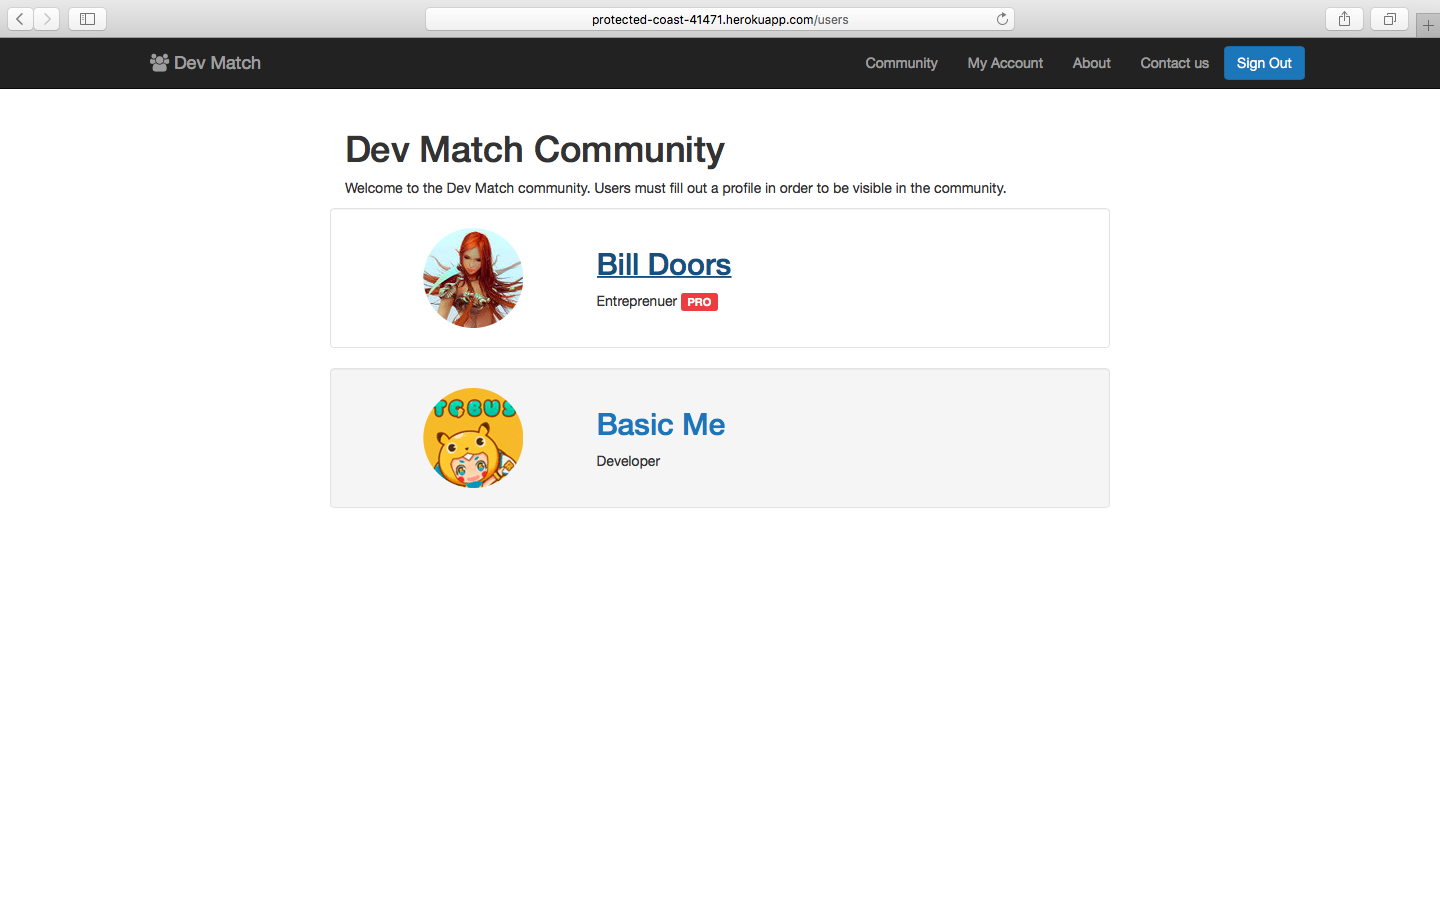 protected-coast-41471.herokuapp.com/users
Dev Match
Community
My Account
About
Contact us
Sign Out
Dev Match Community
Welcome to the Dev Match community. Users must fill out a profile in order to be visible in the community.
Bill Doors
Entreprenuer PRO
TCBUS
Basic Me
Developer